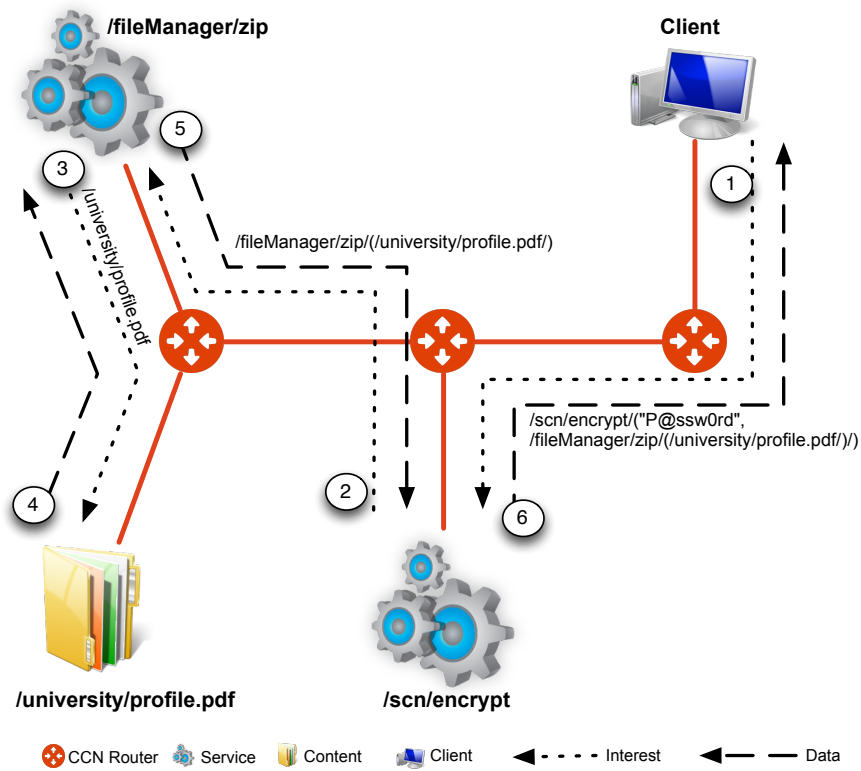 /fileManager/zip
Client
5
3
1
/university/profile.pdf
/fileManager/zip/(/university/profile.pdf/)
/scn/encrypt/("P@ssw0rd",
/fileManager/zip/(/university/profile.pdf/)/)
2
4
6
/university/profile.pdf
/scn/encrypt
CCN Router
Service
Content
Client
Interest
Data